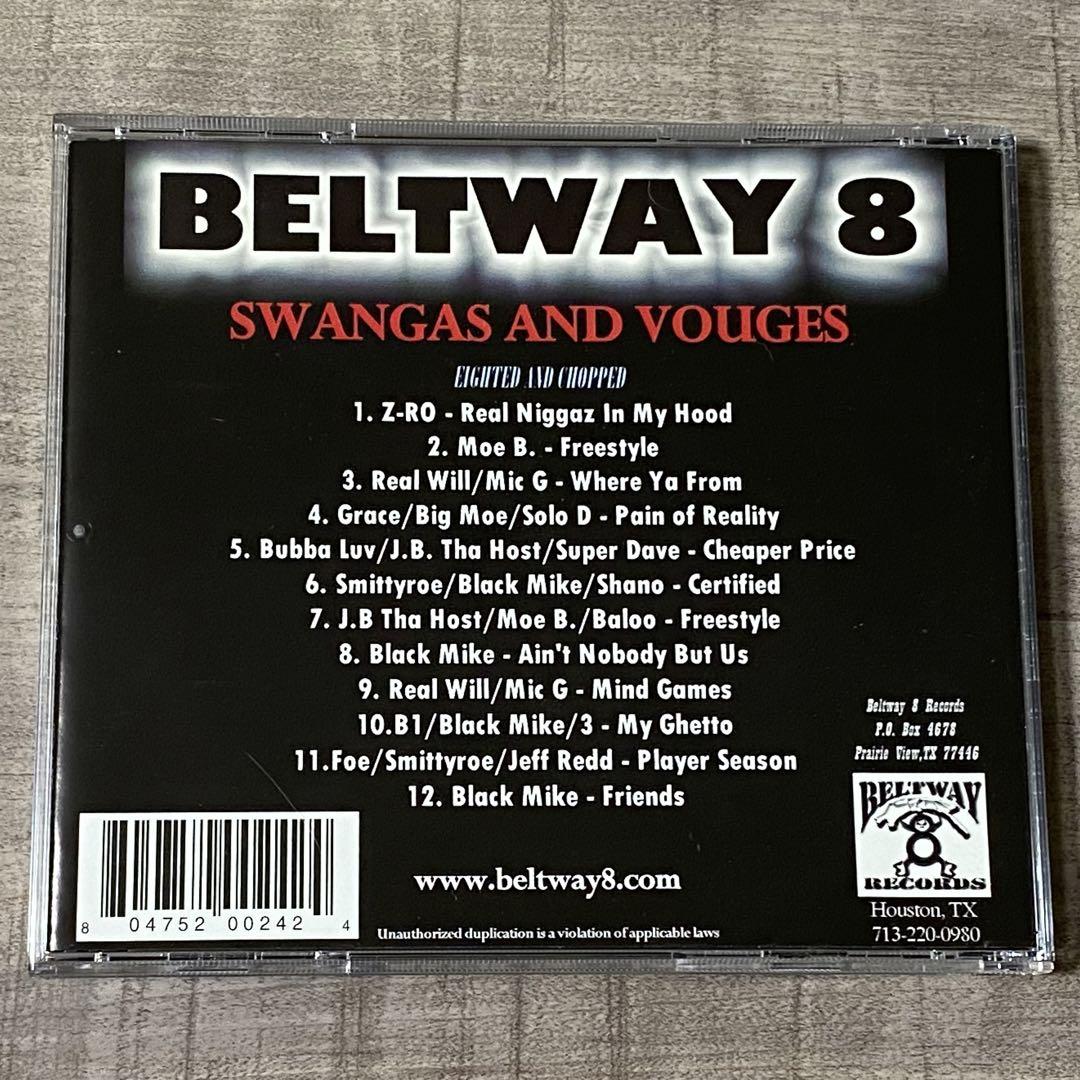 BELTWAY 8
SWANGAS AND VOUGES
EIGHTED AND CHOPPED
1. Z-RO - Real Niggaz In My Hood
2. Moe B. - Freestyle
3. Real Will/Mic G - Where Ya From
4. Grace/Big Moe/Solo D - Pain of Reality
5. Bubba Luv/J.B. Tha Host/Super Dave - Cheaper Price
6. Smittyroe/Black Mike/Shano - Certified
7. J.B Tha Host/Moe B./Baloo - Freestyle
8. Black Mike - Ain't Nobody But Us
9. Real Will/Mic G - Mind Games
10.B1/Black Mike/3 - My Ghetto
11.Foe/Smittyroe/Jeff Redd - Player Season
12. Black Mike - Friends
Beltway 8 Records
P.O. Box 4678
Prairie View,TX 77446
BELTWAY
8
RECORDS
Houston, TX
713-220-0980
www.beltway8.com
8 04752 00242 4
Unauthorized duplication is a violation of applicable laws